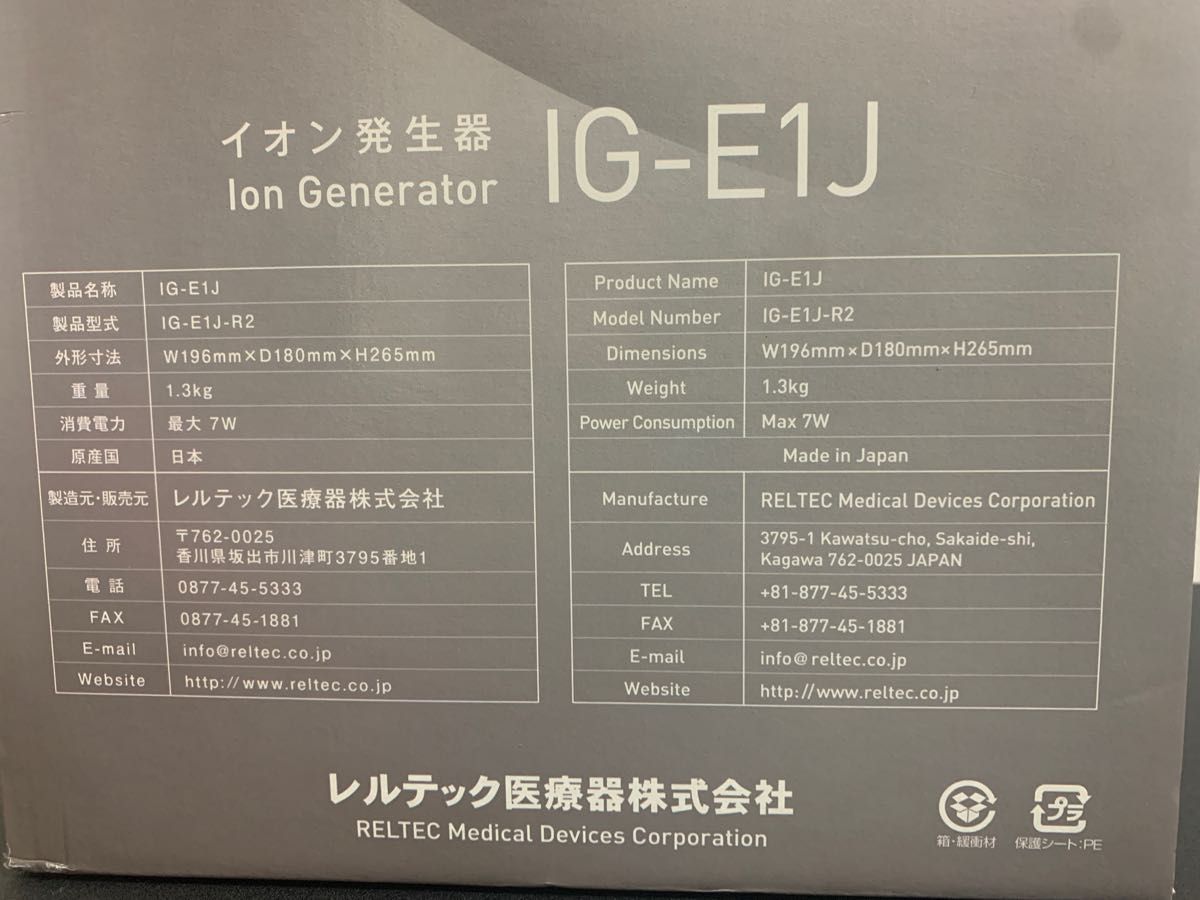 イオン発生器 IG-E1J
Ion Generator
製品名称 IG-E1J
製品型式 IG-E1J-R2
外形寸法 W196mm×D180mm×H265mm
重量 1.3kg
消費電力 最大 7W
原産国 日本
製造元・販売元 レルテック医療器株式会社
住所 〒762-0025
香川県坂出市川津町3795番地1
電話 0877-45-5333
FAX 0877-45-1881
E-mail info@reltec.co.jp
Website http://www.reltec.co.jp
Product Name IG-E1J
Model Number IG-E1J-R2
Dimensions W196mm×D180mm×H265mm
Weight 1.3kg
Power Consumption Max 7W
Made in Japan
Manufacture RELTEC Medical Devices Corporation
Address 3795-1 Kawatsu-cho, Sakaide-shi,
Kagawa 762-0025 JAPAN
TEL +81-877-45-5333
FAX +81-877-45-1881
E-mail info@reltec.co.jp
Website http://www.reltec.co.jp
レルテック医療器株式会社
RELTEC Medical Devices Corporation
プラ
箱・緩衝材 保護シート:PE